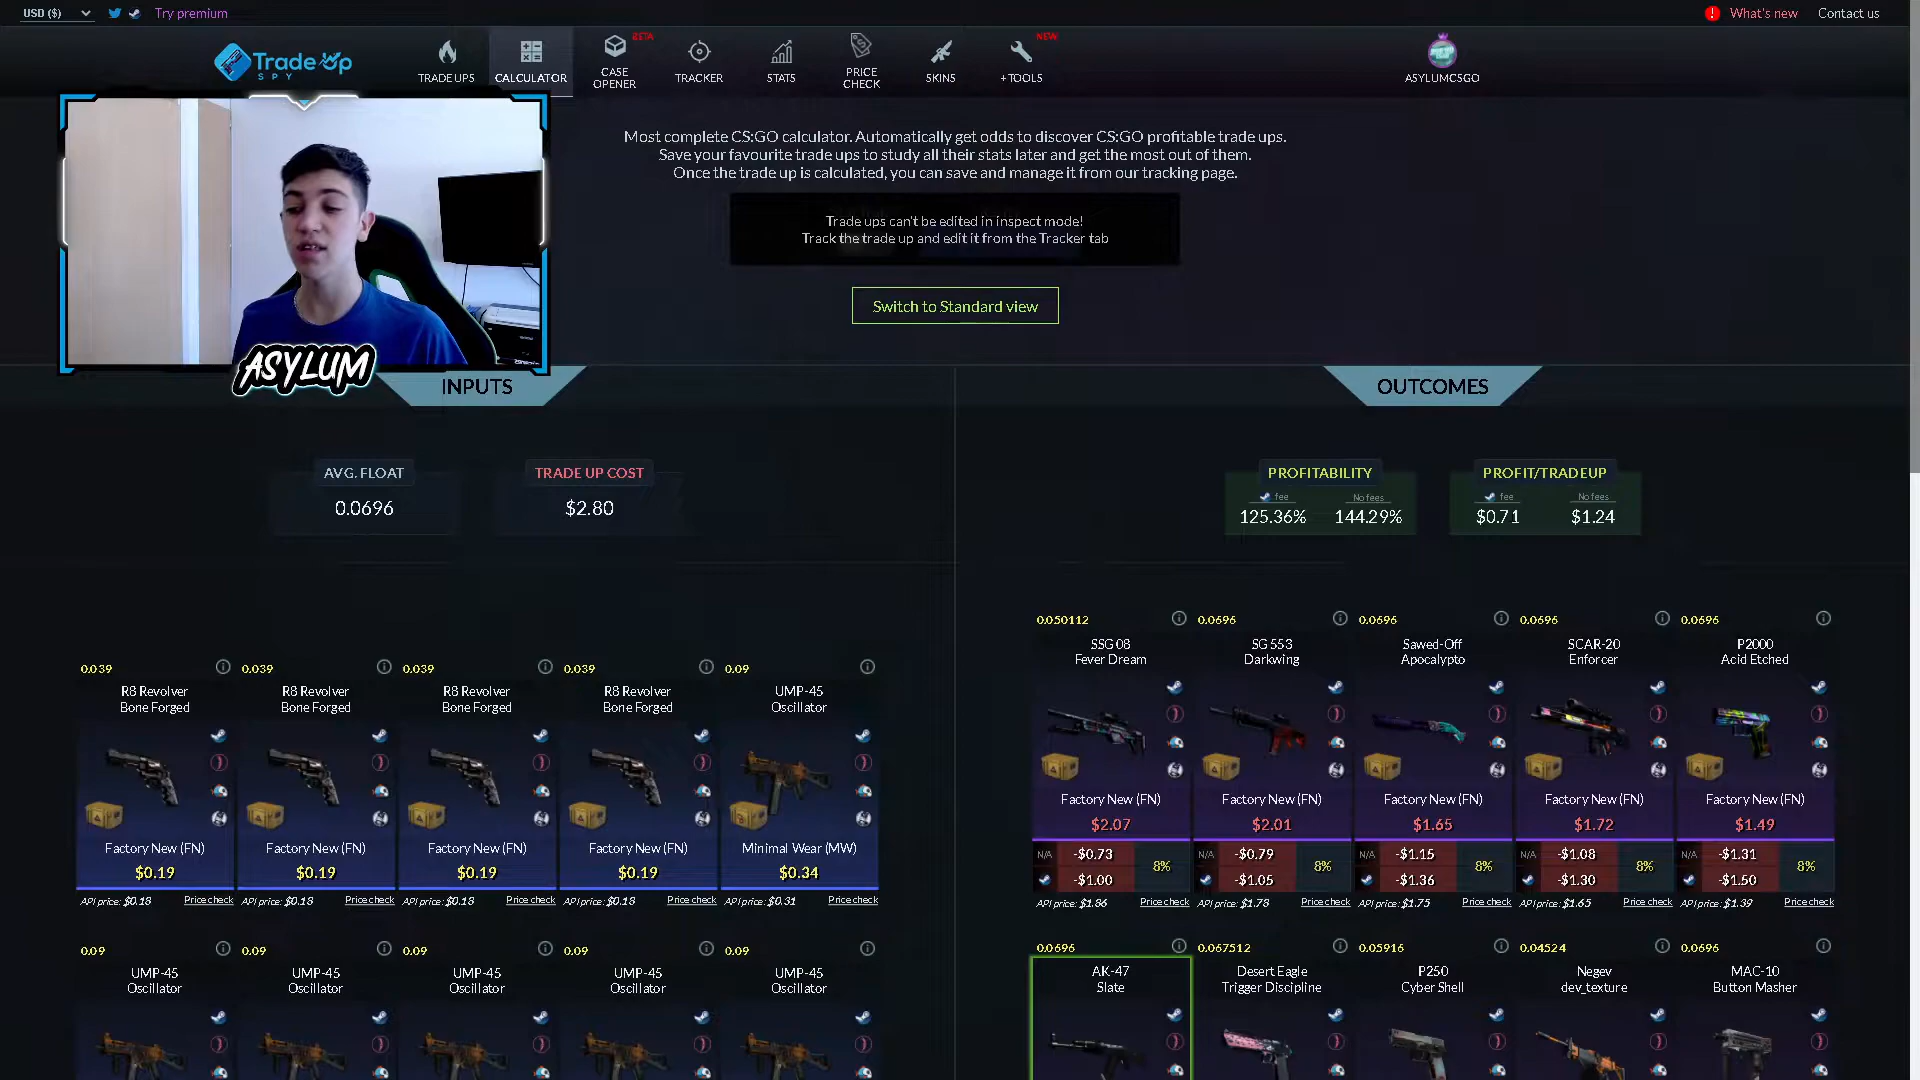 USD ($)
Try premium
What's new
Contact us
Trade Up
SPY
TRADE UPS
CALCULATOR
BETA
CASE
OPENER
TRACKER
STATS
PRICE
CHECK
SKINS
NEW
+ TOOLS
ASYLUMCSGO
Most complete CS:GO calculator. Automatically get odds to discover CS:GO profitable trade ups.
Save your favourite trade ups to study all their stats later and get the most out of them.
Once the trade up is calculated, you can save and manage it from our tracking page.
Trade ups can't be edited in inspect mode!
Track the trade up and edit it from the Tracker tab
Switch to Standard view
ASYLUM
INPUTS
AVG. FLOAT
0.0696
TRADE UP COST
$2.80
0.039 0.039 0.039 0.039 0.09
R8 Revolver R8 Revolver R8 Revolver R8 Revolver UMP-45
Bone Forged Bone Forged Bone Forged Bone Forged Oscillator
Factory New (FN) Factory New (FN) Factory New (FN) Factory New (FN) Minimal Wear (MW)
$0.19 $0.19 $0.19 $0.19 $0.34
API price: $0.18 Price check API price: $0.18 Price check API price: $0.18 Price check API price: $0.18 Price check API price: $0.31 Price check
0.09 0.09 0.09 0.09 0.09
UMP-45 UMP-45 UMP-45 UMP-45 UMP-45
Oscillator Oscillator Oscillator Oscillator Oscillator
OUTCOMES
PROFITABILITY
fee No fees
125.36% 144.29%
PROFIT/TRADEUP
fee No fees
$0.71 $1.24
0.050112 0.0696 0.0696 0.0696 0.0696
SSG 08 SG 553 Sawed-Off SCAR-20 P2000
Fever Dream Darkwing Apocalypto Enforcer Acid Etched
Factory New (FN) Factory New (FN) Factory New (FN) Factory New (FN) Factory New (FN)
$2.07 $2.01 $1.65 $1.72 $1.49
N/A -$0.73 N/A -$0.79 N/A -$1.15 N/A -$1.08 N/A -$1.31
8% 8% 8% 8% 8%
-$1.00 -$1.05 -$1.36 -$1.30 -$1.50
API price: $1.86 Price check API price: $1.78 Price check API price: $1.75 Price check API price: $1.65 Price check API price: $1.39 Price check
0.0696 0.067512 0.05916 0.04524 0.0696
AK-47 Desert Eagle P250 Negev MAC-10
Slate Trigger Discipline Cyber Shell dev_texture Button Masher